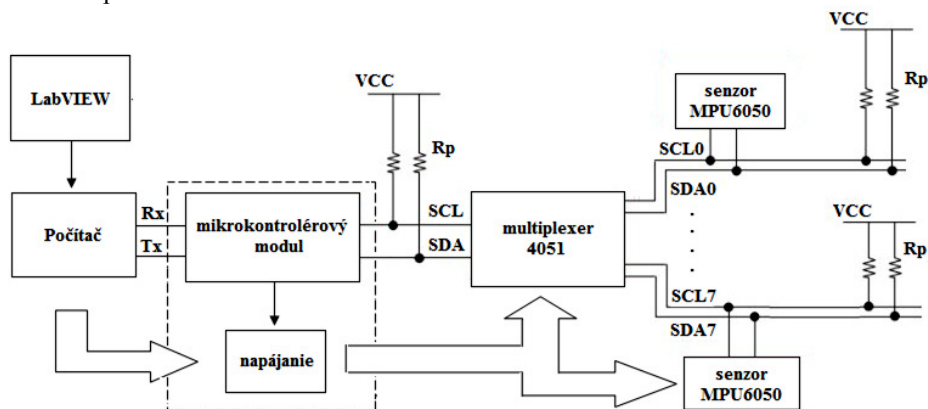 LabVIEW
Počítač
Rx
Tx
mikrokontrolérový
modul
napájanie
VCC
Rp
SCL
SDA
multiplexer
4051
senzor
MPU6050
SCL0
SDA0
VCC
Rp
SCL7
SDA7
VCC
Rp
senzor
MPU6050